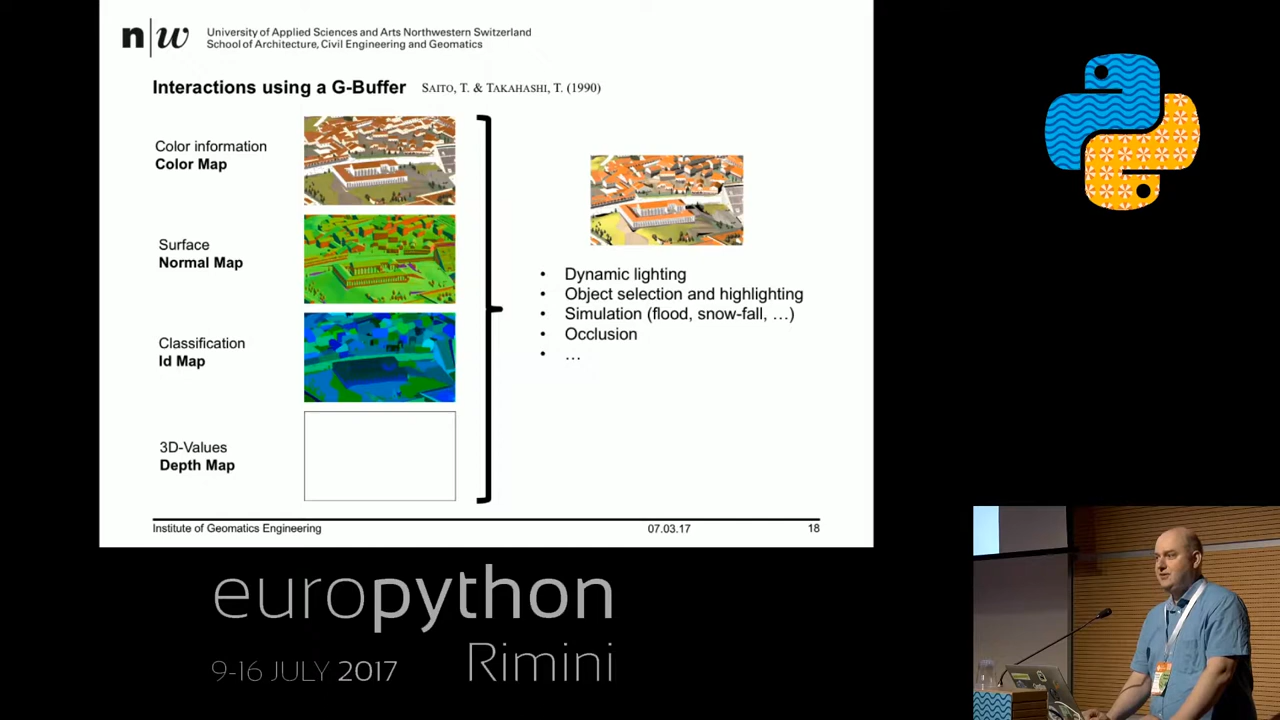 n|w
University of Applied Sciences and Arts Northwestern Switzerland
School of Architecture, Civil Engineering and Geomatics
Interactions using a G-Buffer SAITO, T. & TAKAHASHI, T. (1990)
Color information
Color Map
Surface
Normal Map
Classification
Id Map
3D-Values
Depth Map
• Dynamic lighting
• Object selection and highlighting
• Simulation (flood, snow-fall, …)
• Occlusion
• …
Institute of Geomatics Engineering 07.03.17 18
europython
Rimini
9-16 JULY 2017